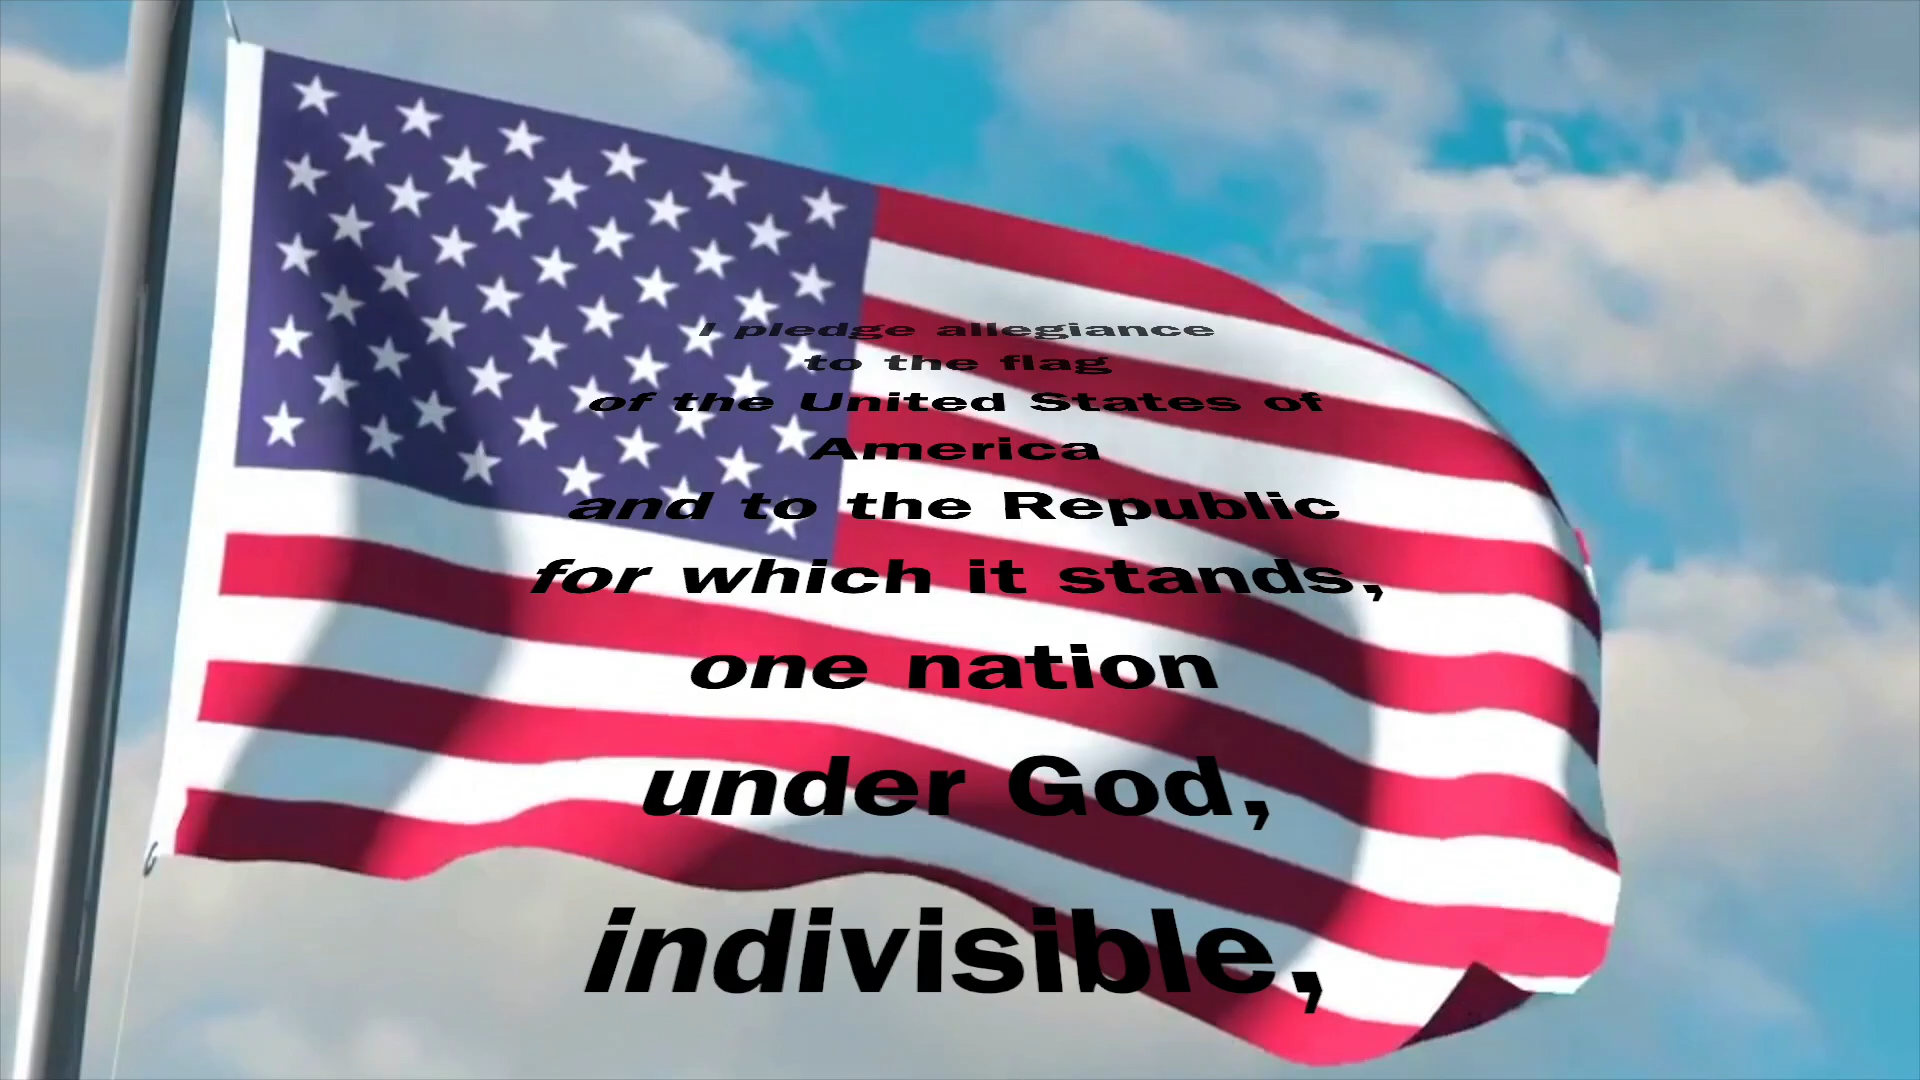 I pledge allegiance
to the flag
of the United States of
America
and to the Republic
for which it stands,
one nation
under God,
indivisible,